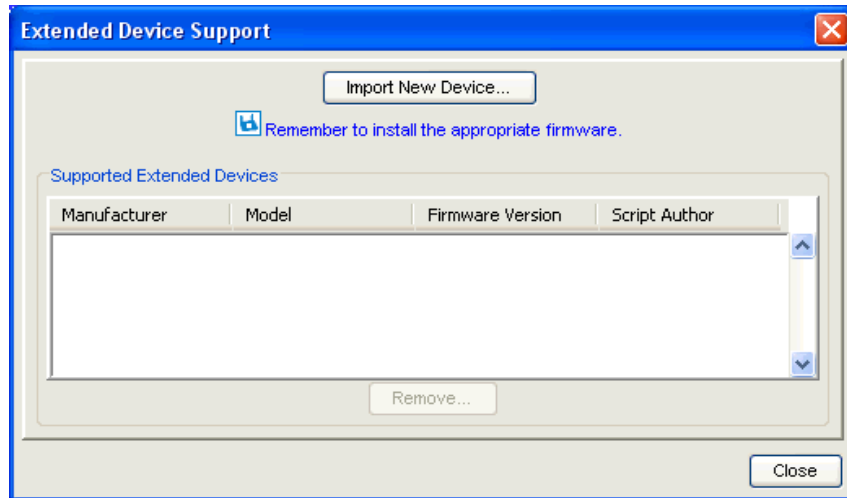 Extended Device Support
Import New Device...
Remember to install the appropriate firmware.
Supported Extended Devices
Manufacturer Model Firmware Version Script Author
Remove...
Close